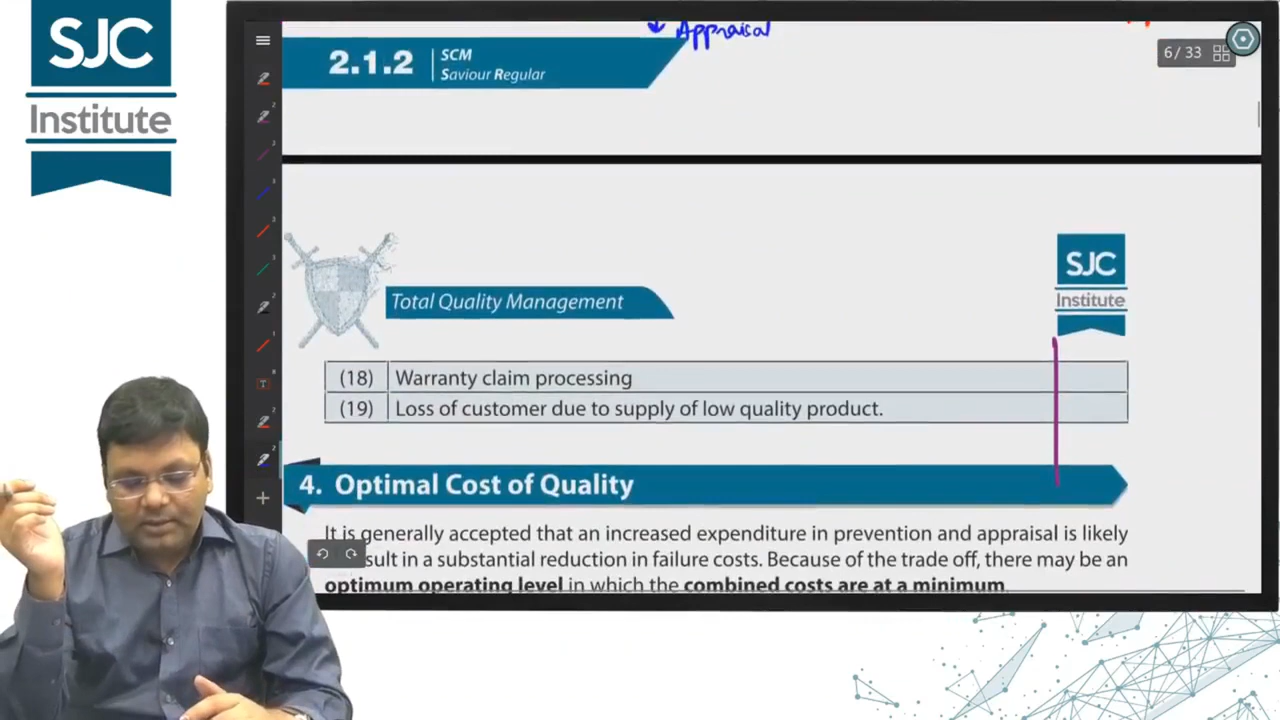 SJC
Institute
Appraisal
2.1.2
SCM
Saviour Regular
6 / 33
SJC
Institute
Total Quality Management
(18) Warranty claim processing
(19) Loss of customer due to supply of low quality product.
4. Optimal Cost of Quality
It is generally accepted that an increased expenditure in prevention and appraisal is likely
sult in a substantial reduction in failure costs. Because of the trade off, there may be an
optimum operating level in which the combined costs are at a minimum.